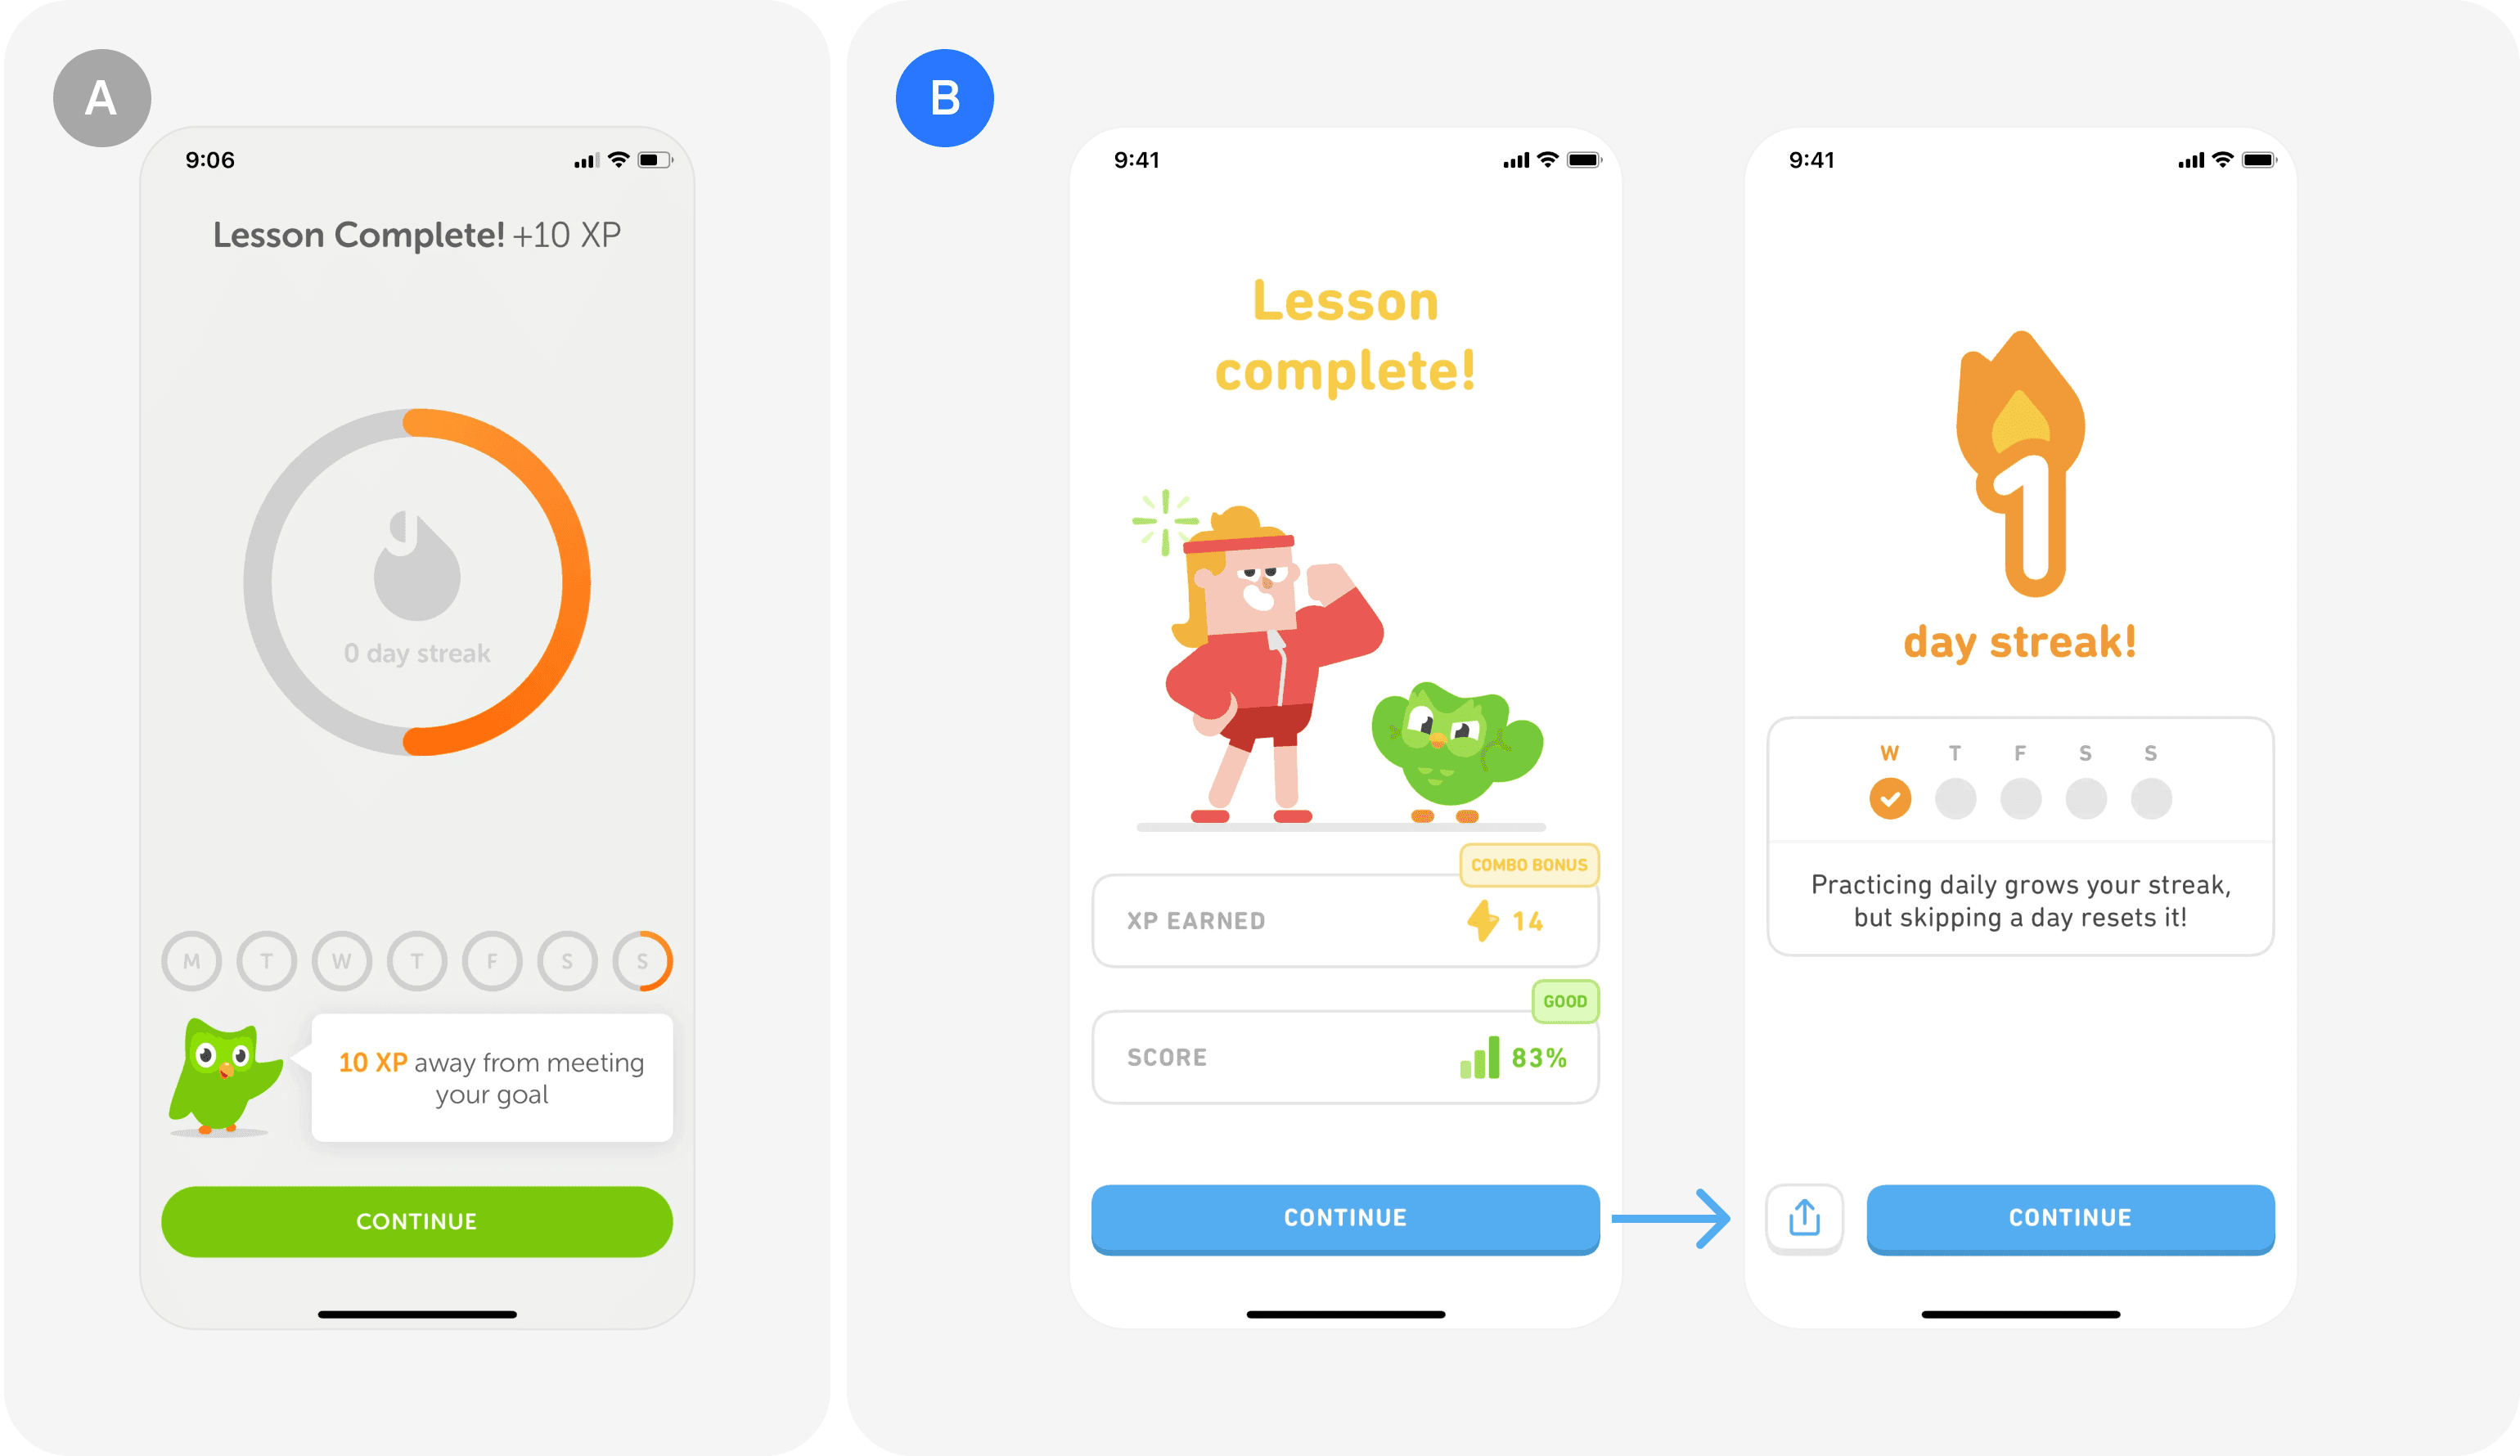 A
9:06
Lesson Complete! +10 XP
0 day streak
M T W T F S S
10 XP away from meeting
your goal
CONTINUE
B
9:41
Lesson
complete!
COMBO BONUS
XP EARNED 14
GOOD
SCORE 83%
CONTINUE
9:41
1
day streak!
W T F S S
Practicing daily grows your streak,
but skipping a day resets it!
CONTINUE